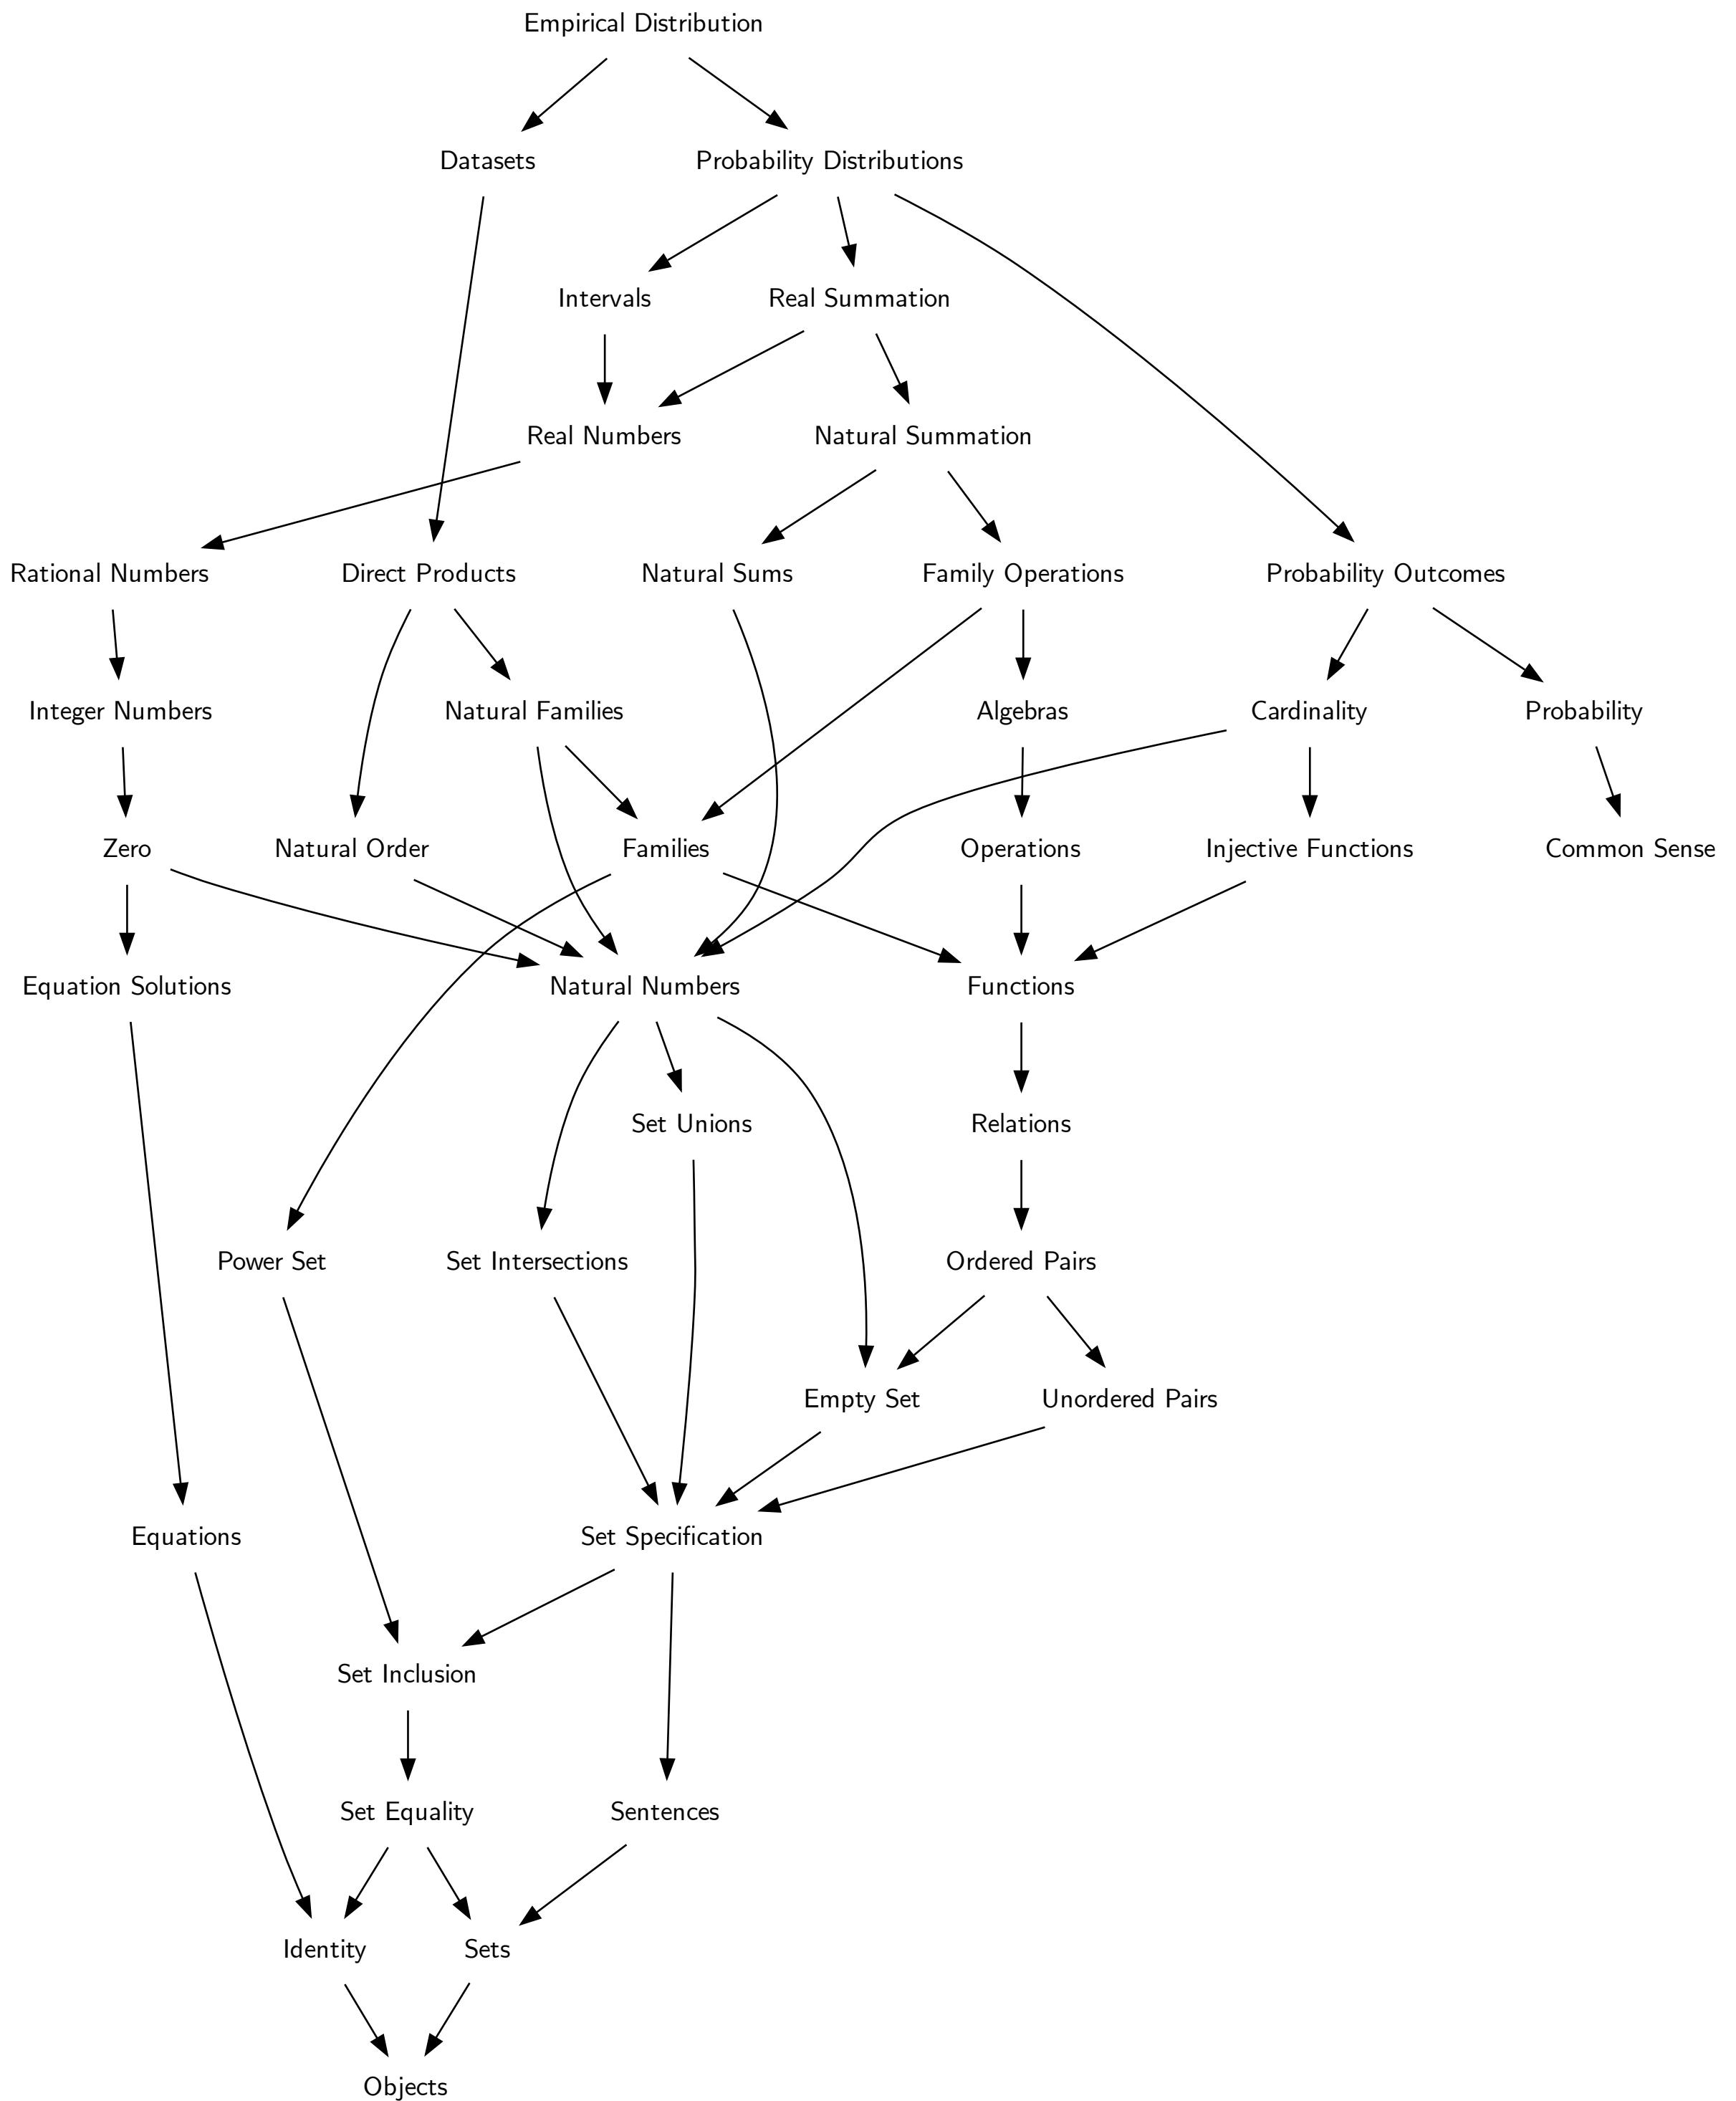 Empirical Distribution
Datasets
Probability Distributions
Intervals
Real Summation
Real Numbers
Natural Summation
Rational Numbers
Direct Products
Natural Sums
Family Operations
Probability Outcomes
Integer Numbers
Natural Families
Algebras
Cardinality
Probability
Zero
Natural Order
Families
Operations
Injective Functions
Common Sense
Equation Solutions
Natural Numbers
Functions
Set Unions
Relations
Power Set
Set Intersections
Ordered Pairs
Empty Set
Unordered Pairs
Equations
Set Specification
Set Inclusion
Set Equality
Sentences
Identity
Sets
Objects